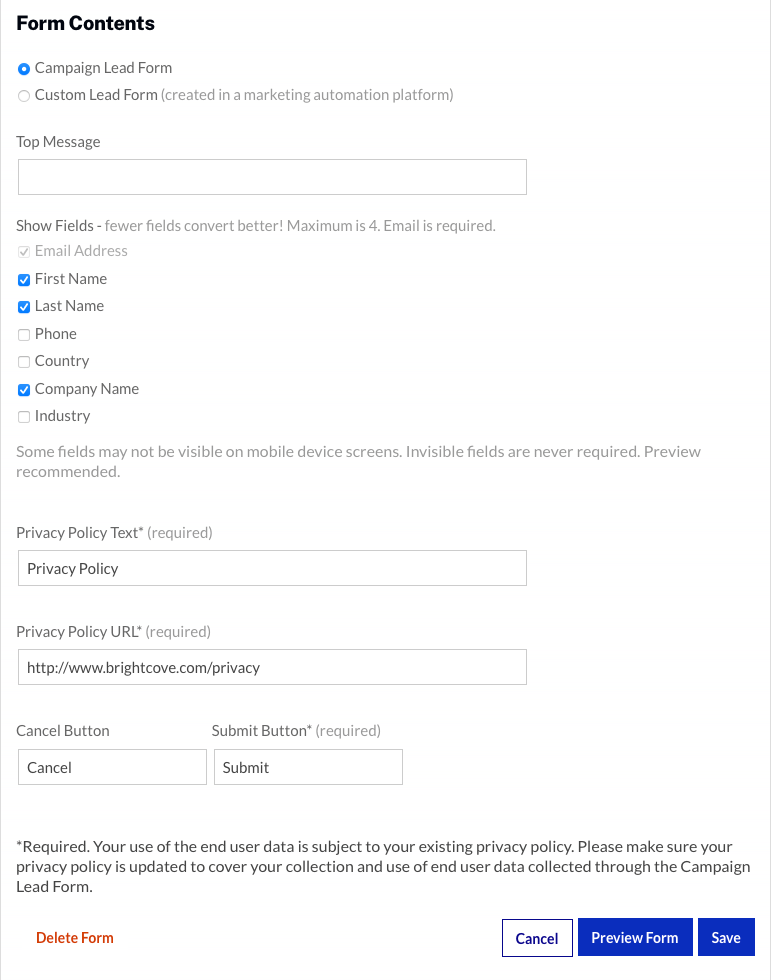 Form Contents
Campaign Lead Form
Custom Lead Form (created in a marketing automation platform)
Top Message
Show Fields - fewer fields convert better! Maximum is 4. Email is required.
Email Address
First Name
Last Name
Phone
Country
Company Name
Industry
Some fields may not be visible on mobile device screens. Invisible fields are never required. Preview
recommended.
Privacy Policy Text* (required)
Privacy Policy
Privacy Policy URL* (required)
http://www.brightcove.com/privacy
Cancel Button Submit Button* (required)
Cancel Submit
*Required. Your use of the end user data is subject to your existing privacy policy. Please make sure your
privacy policy is updated to cover your collection and use of end user data collected through the Campaign
Lead Form.
Delete Form Cancel Preview Form Save